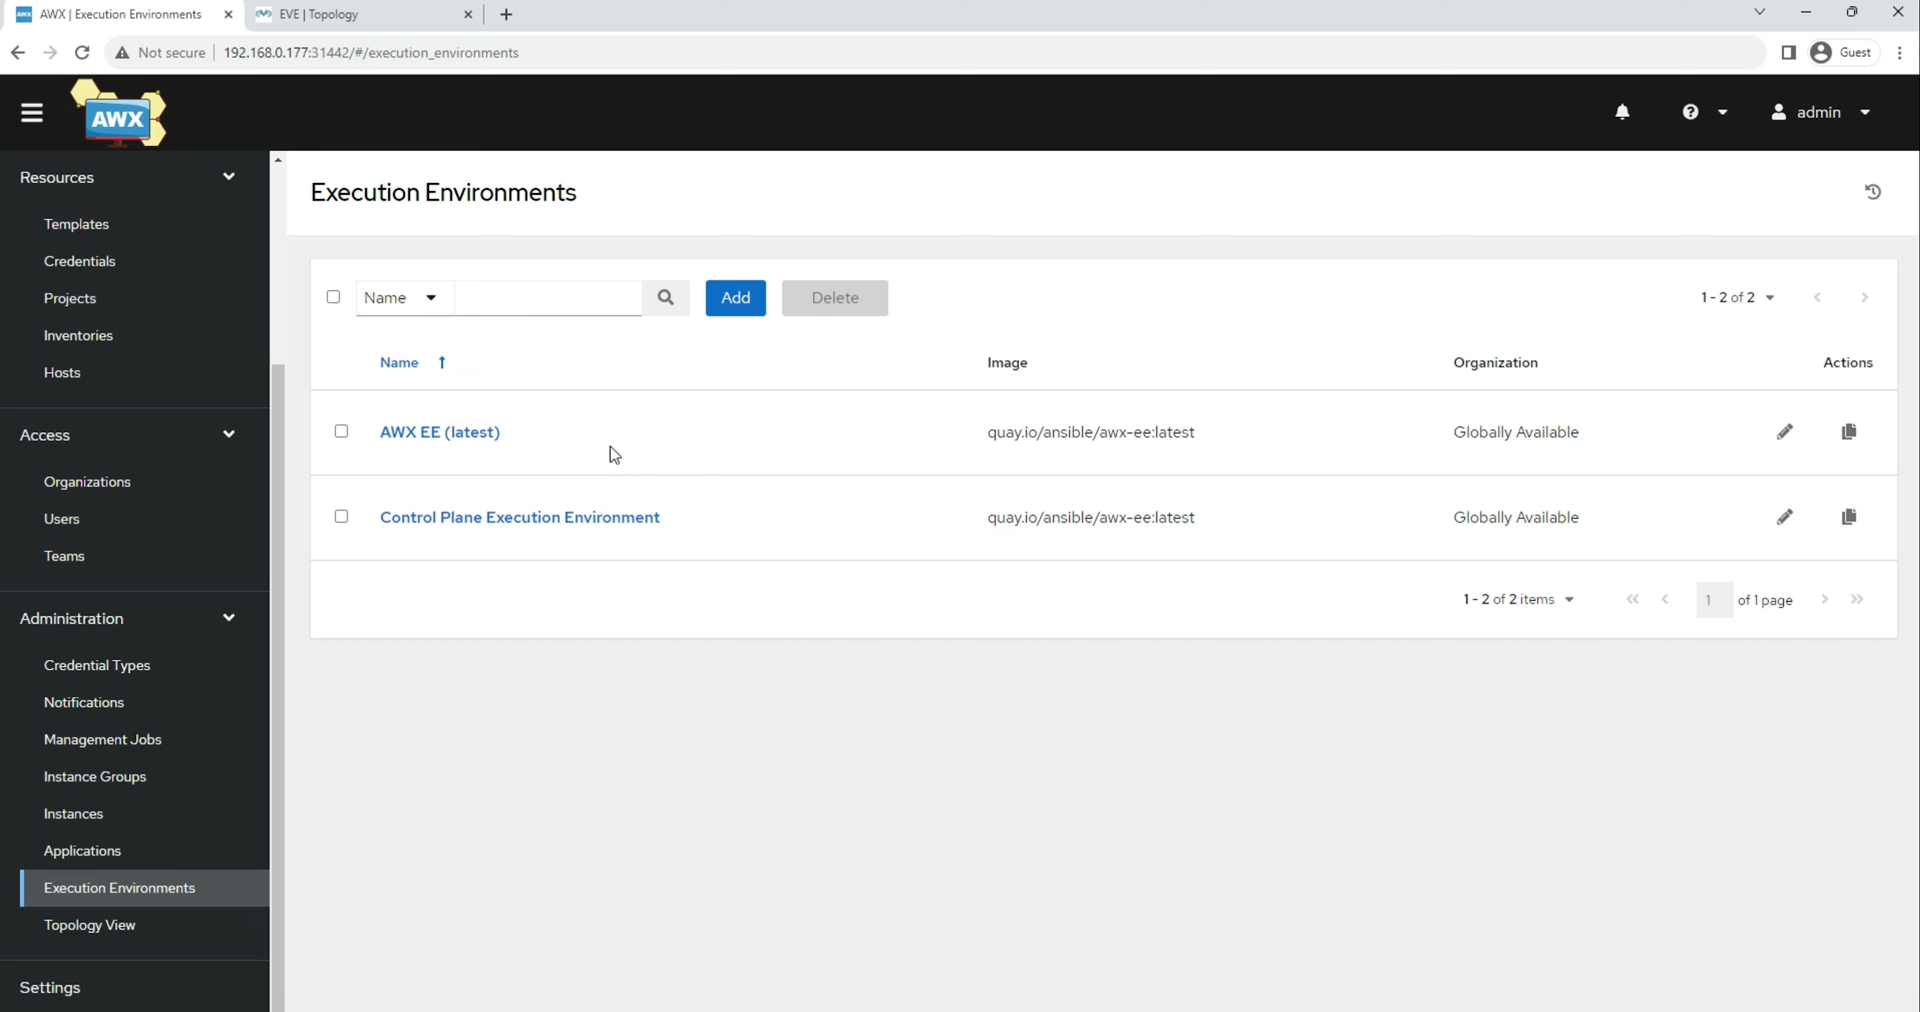 AWX | Execution Environments
EVE | Topology
Not secure 192.168.0.177:31442/#/execution_environments
Guest
AWX
admin
Resources
Templates
Credentials
Projects
Inventories
Hosts
Access
Organizations
Users
Teams
Administration
Credential Types
Notifications
Management Jobs
Instance Groups
Instances
Applications
Execution Environments
Topology View
Settings
Execution Environments
Name Add Delete 1 - 2 of 2
Name Image Organization Actions
AWX EE (latest) quay.io/ansible/awx-ee:latest Globally Available
Control Plane Execution Environment quay.io/ansible/awx-ee:latest Globally Available
1 - 2 of 2 items 1 of 1 page